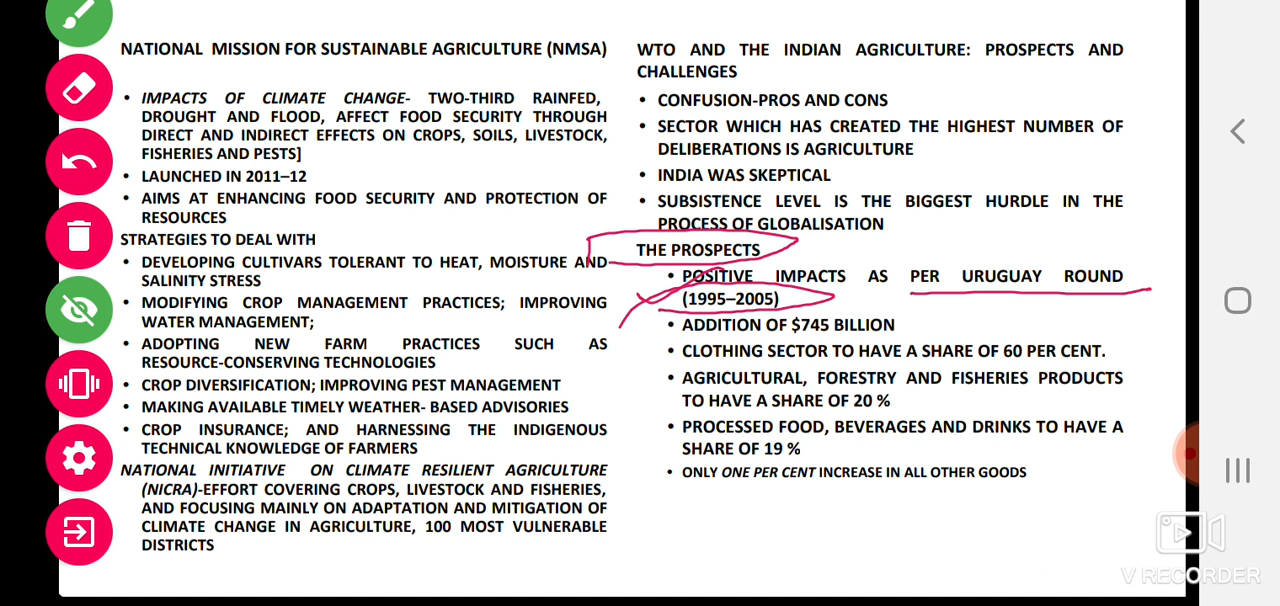 NATIONAL MISSION FOR SUSTAINABLE AGRICULTURE (NMSA)
• IMPACTS OF CLIMATE CHANGE- TWO-THIRD RAINFED,
DROUGHT AND FLOOD, AFFECT FOOD SECURITY THROUGH
DIRECT AND INDIRECT EFFECTS ON CROPS, SOILS, LIVESTOCK,
FISHERIES AND PESTS]
• LAUNCHED IN 2011–12
• AIMS AT ENHANCING FOOD SECURITY AND PROTECTION OF
RESOURCES
STRATEGIES TO DEAL WITH
• DEVELOPING CULTIVARS TOLERANT TO HEAT, MOISTURE AND
SALINITY STRESS
• MODIFYING CROP MANAGEMENT PRACTICES; IMPROVING
WATER MANAGEMENT;
• ADOPTING NEW FARM PRACTICES SUCH AS
RESOURCE-CONSERVING TECHNOLOGIES
• CROP DIVERSIFICATION; IMPROVING PEST MANAGEMENT
• MAKING AVAILABLE TIMELY WEATHER- BASED ADVISORIES
• CROP INSURANCE; AND HARNESSING THE INDIGENOUS
TECHNICAL KNOWLEDGE OF FARMERS
NATIONAL INITIATIVE ON CLIMATE RESILIENT AGRICULTURE
(NICRA)-EFFORT COVERING CROPS, LIVESTOCK AND FISHERIES,
AND FOCUSING MAINLY ON ADAPTATION AND MITIGATION OF
CLIMATE CHANGE IN AGRICULTURE, 100 MOST VULNERABLE
DISTRICTS
WTO AND THE INDIAN AGRICULTURE: PROSPECTS AND
CHALLENGES
• CONFUSION-PROS AND CONS
• SECTOR WHICH HAS CREATED THE HIGHEST NUMBER OF
DELIBERATIONS IS AGRICULTURE
• INDIA WAS SKEPTICAL
• SUBSISTENCE LEVEL IS THE BIGGEST HURDLE IN THE
PROCESS OF GLOBALISATION
THE PROSPECTS
• POSITIVE IMPACTS AS PER URUGUAY ROUND
(1995–2005)
• ADDITION OF $745 BILLION
• CLOTHING SECTOR TO HAVE A SHARE OF 60 PER CENT.
• AGRICULTURAL, FORESTRY AND FISHERIES PRODUCTS
TO HAVE A SHARE OF 20 %
• PROCESSED FOOD, BEVERAGES AND DRINKS TO HAVE A
SHARE OF 19 %
• ONLY ONE PER CENT INCREASE IN ALL OTHER GOODS
V RECORDER